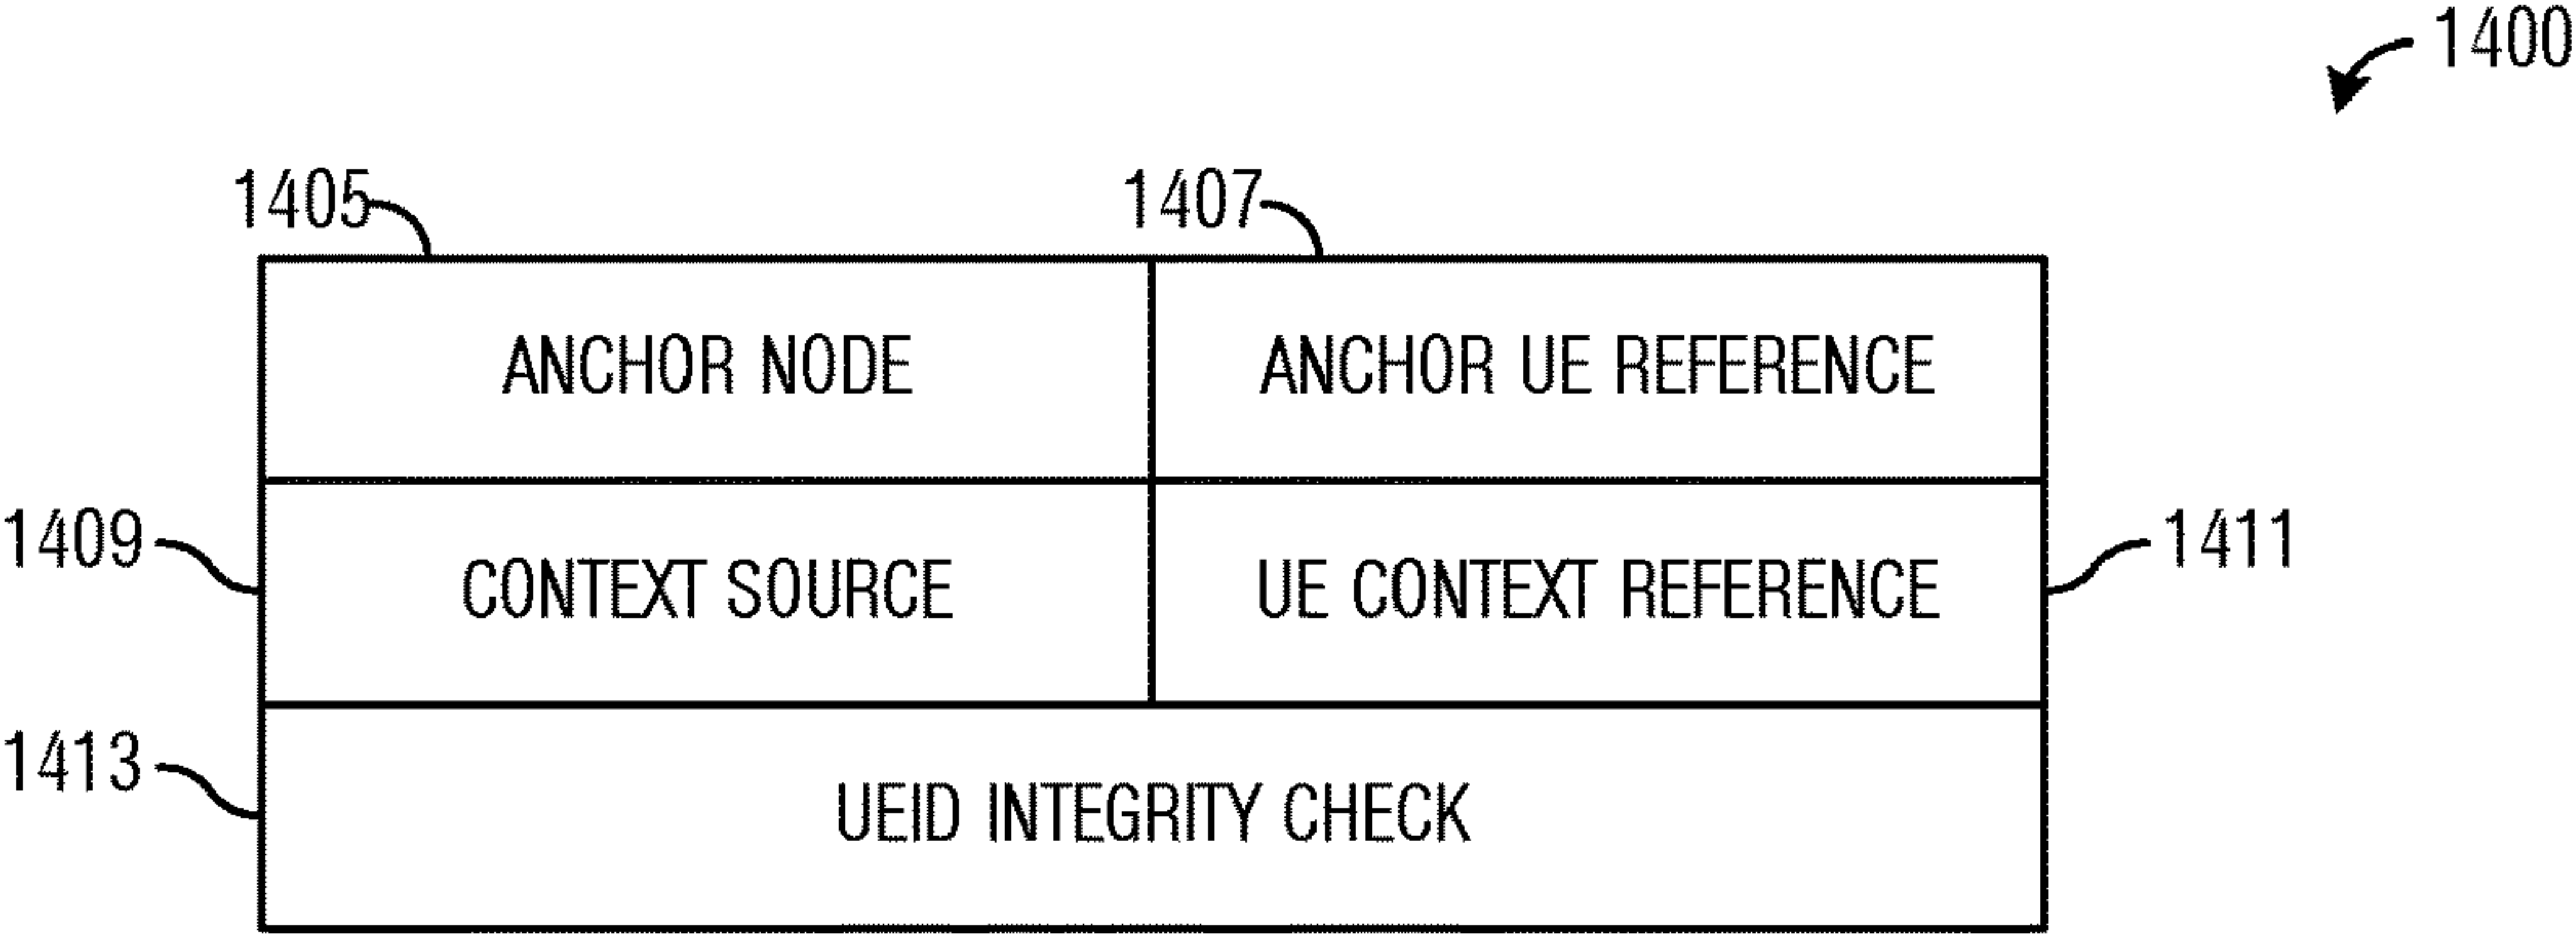 1400
1405
1407
ANCHOR NODE
ANCHOR UE REFERENCE
1409
CONTEXT SOURCE
UE CONTEXT REFERENCE
1411
1413
UEID INTEGRITY CHECK